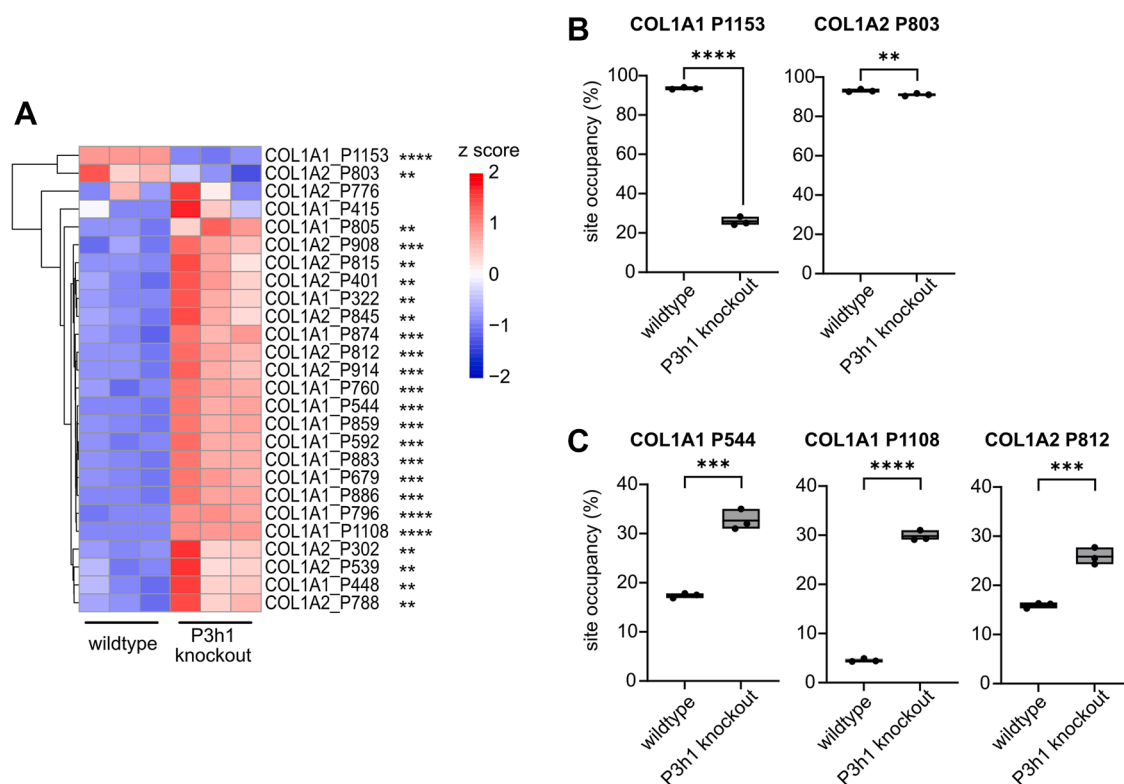 A
COL1A1_P1153 ****
COL1A2_P803 **
COL1A2_P776
COL1A1_P415
COL1A1_P805 **
COL1A2_P908 ***
COL1A2_P815 **
COL1A2_P401 **
COL1A1_P322 **
COL1A2_P845 **
COL1A1_P874 ***
COL1A2_P812 ***
COL1A2_P914 ***
COL1A1_P760 ***
COL1A1_P544 ***
COL1A1_P859 ***
COL1A1_P592 ***
COL1A1_P883 ***
COL1A1_P679 ***
COL1A1_P886 ***
COL1A1_P796 ****
COL1A1_P1108 ****
COL1A2_P302 **
COL1A2_P539 **
COL1A1_P448 **
COL1A2_P788 **
wildtype
P3h1
knockout
z score
2
1
0
−1
−2
B
COL1A1 P1153
****
site occupancy (%)
100
80
60
40
20
0
wildtype
P3h1 knockout
COL1A2 P803
**
100
80
60
40
20
0
wildtype
P3h1 knockout
C
COL1A1 P544
***
site occupancy (%)
40
30
20
10
0
wildtype
P3h1 knockout
COL1A1 P1108
****
40
30
20
10
0
wildtype
P3h1 knockout
COL1A2 P812
***
40
30
20
10
0
wildtype
P3h1 knockout